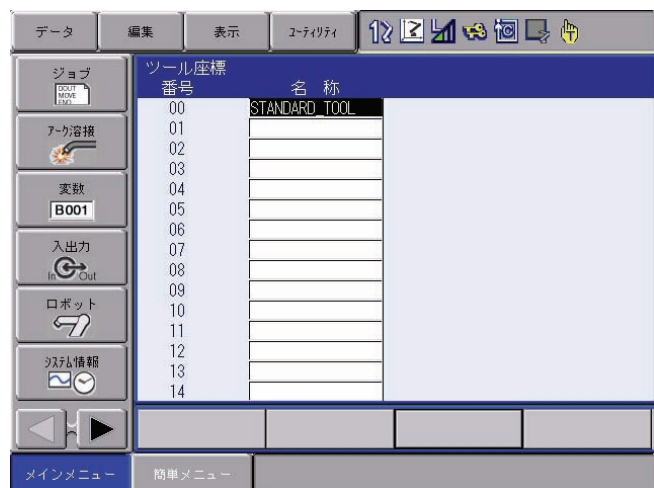 データ
編集
表示
ユーティリティ
ジョブ
DOUT
MOVE
END
アーク溶接
変数
B001
入出力
In Out
ロボット
システム情報
ツール座標
番号 名 称
00 STANDARD_TOOL
01
02
03
04
05
06
07
08
09
10
11
12
13
14
メインメニュー
簡単メニュー